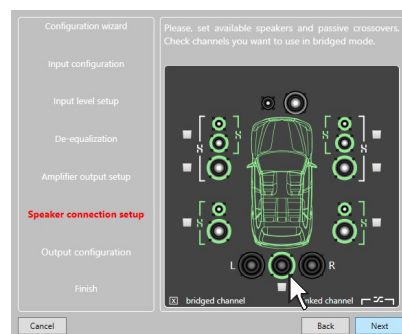 Configuration wizard
Input configuration
Input level setup
De-equalization
Amplifier output setup
Speaker connection setup
Output configuration
Finish
Please, set available speakers and passive crossovers.
Check channels you want to use in bridged mode.
L R
X bridged channel nked channel
Cancel Back Next